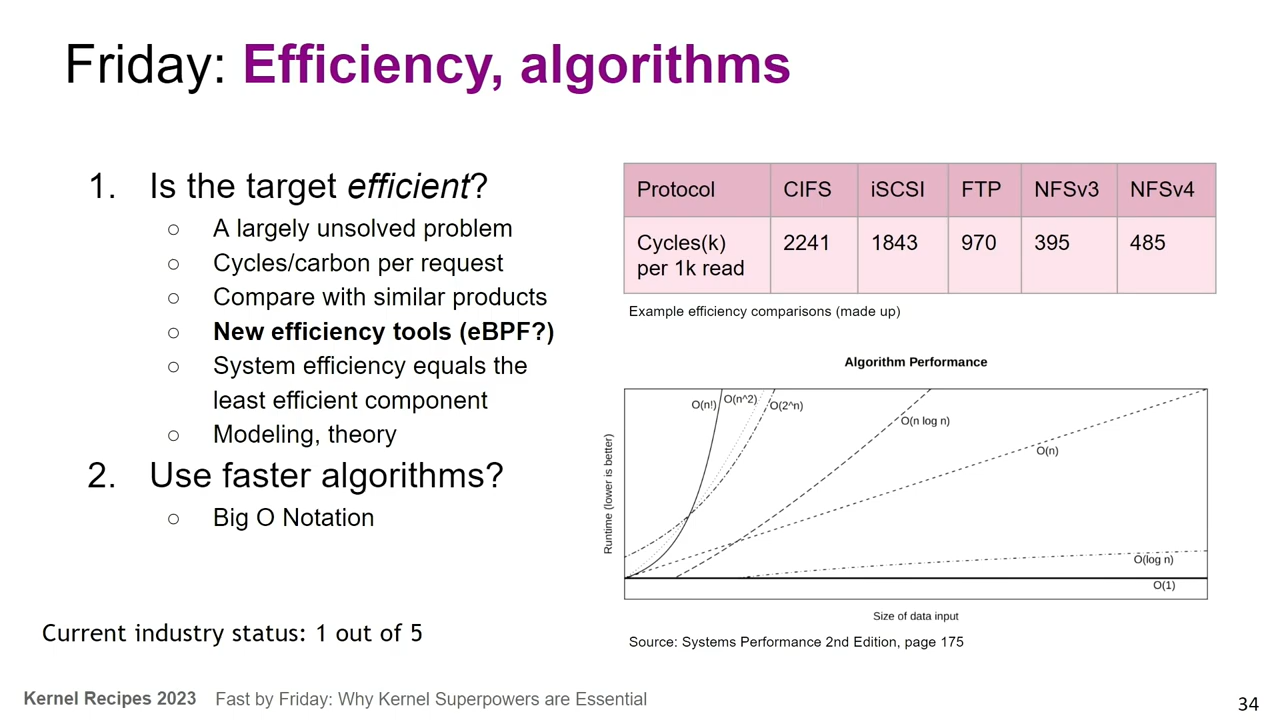 Friday: Efficiency, algorithms
1. Is the target efficient?
○ A largely unsolved problem
○ Cycles/carbon per request
○ Compare with similar products
○ New efficiency tools (eBPF?)
○ System efficiency equals the
least efficient component
○ Modeling, theory
2. Use faster algorithms?
○ Big O Notation
Current industry status: 1 out of 5
Protocol CIFS iSCSI FTP NFSv3 NFSv4
Cycles(k) 2241 1843 970 395 485
per 1k read
Example efficiency comparisons (made up)
Algorithm Performance
O(n!) O(n^2) O(2^n)
O(n log n)
O(n)
O(log n)
O(1)
Runtime (lower is better)
Size of data input
Source: Systems Performance 2nd Edition, page 175
Kernel Recipes 2023 Fast by Friday: Why Kernel Superpowers are Essential
34